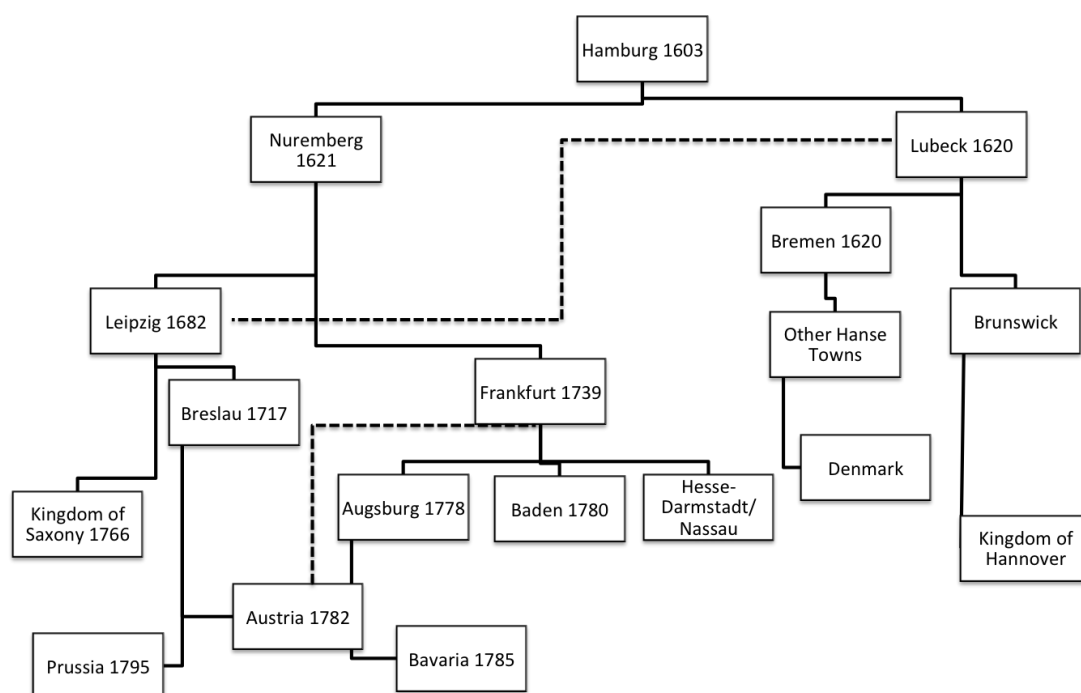 Hamburg 1603
Nuremberg
1621
Lubeck 1620
Bremen 1620
Leipzig 1682
Other Hanse
Towns
Brunswick
Frankfurt 1739
Breslau 1717
Denmark
Kingdom of
Saxony 1766
Augsburg 1778
Baden 1780
Hesse-
Darmstadt/
Nassau
Kingdom of
Hannover
Austria 1782
Prussia 1795
Bavaria 1785